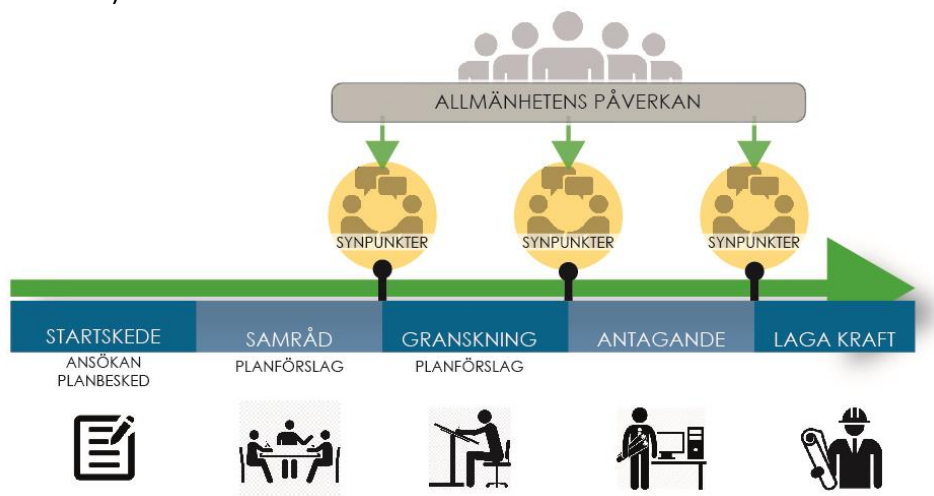 ALLMÄNHETENS PÅVERKAN
SYNPUNKTER SYNPUNKTER SYNPUNKTER
STARTSKEDE SAMRÅD GRANSKNING ANTAGANDE LAGA KRAFT
ANSÖKAN PLANFÖRSLAG PLANFÖRSLAG
PLANBESKED